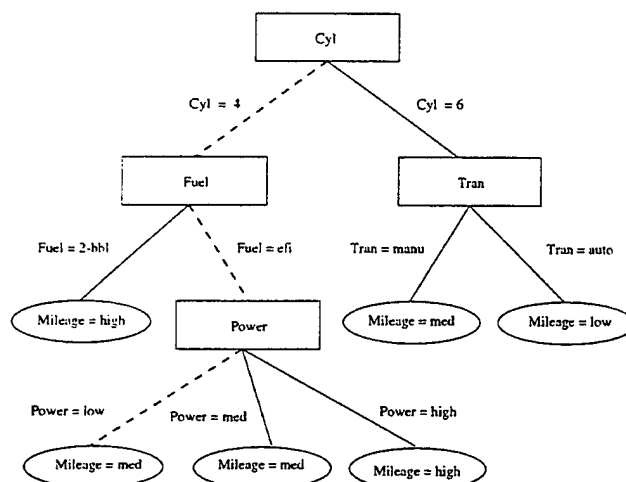 Cyl
Cyl = 4
Cyl = 6
Fuel
Tran
Fuel = 2-bbl
Fuel = efi
Tran = manu
Tran = auto
Mileage = high
Power
Mileage = med
Mileage = low
Power = low
Power = med
Power = high
Mileage = med
Mileage = med
Mileage = high